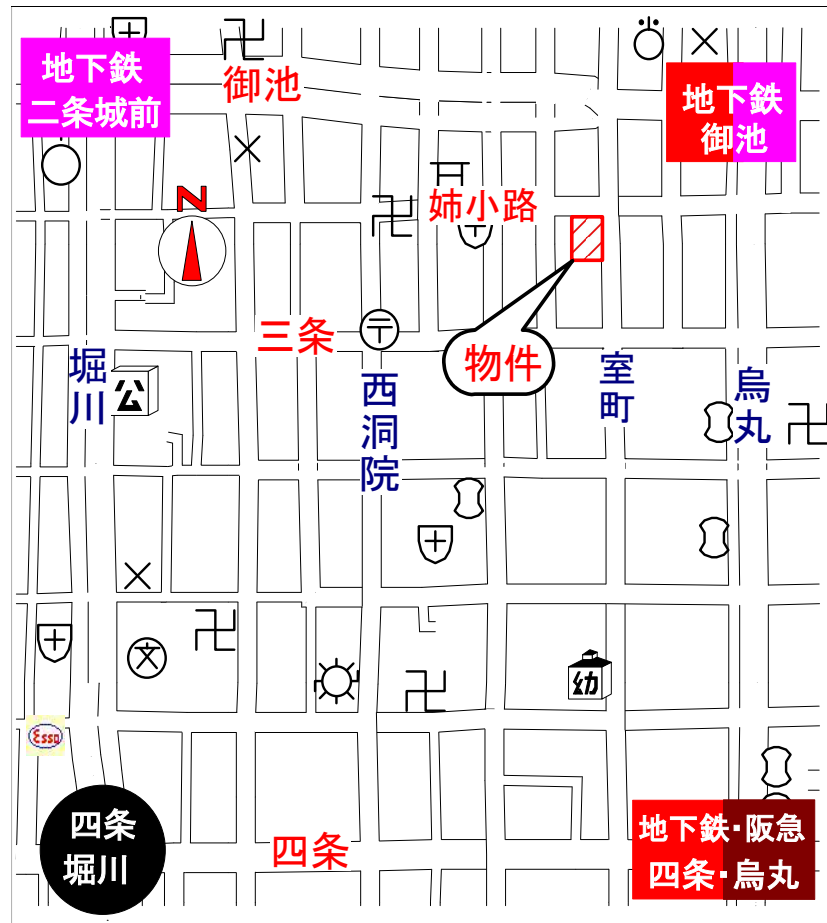 地下鉄
二条城前
御池
地下鉄
御池
N
姉小路
三条
〒
物件
堀川
公
西洞院
室町
烏丸
文
幼
Esso
四条
堀川
四条
地下鉄・阪急
四条・烏丸